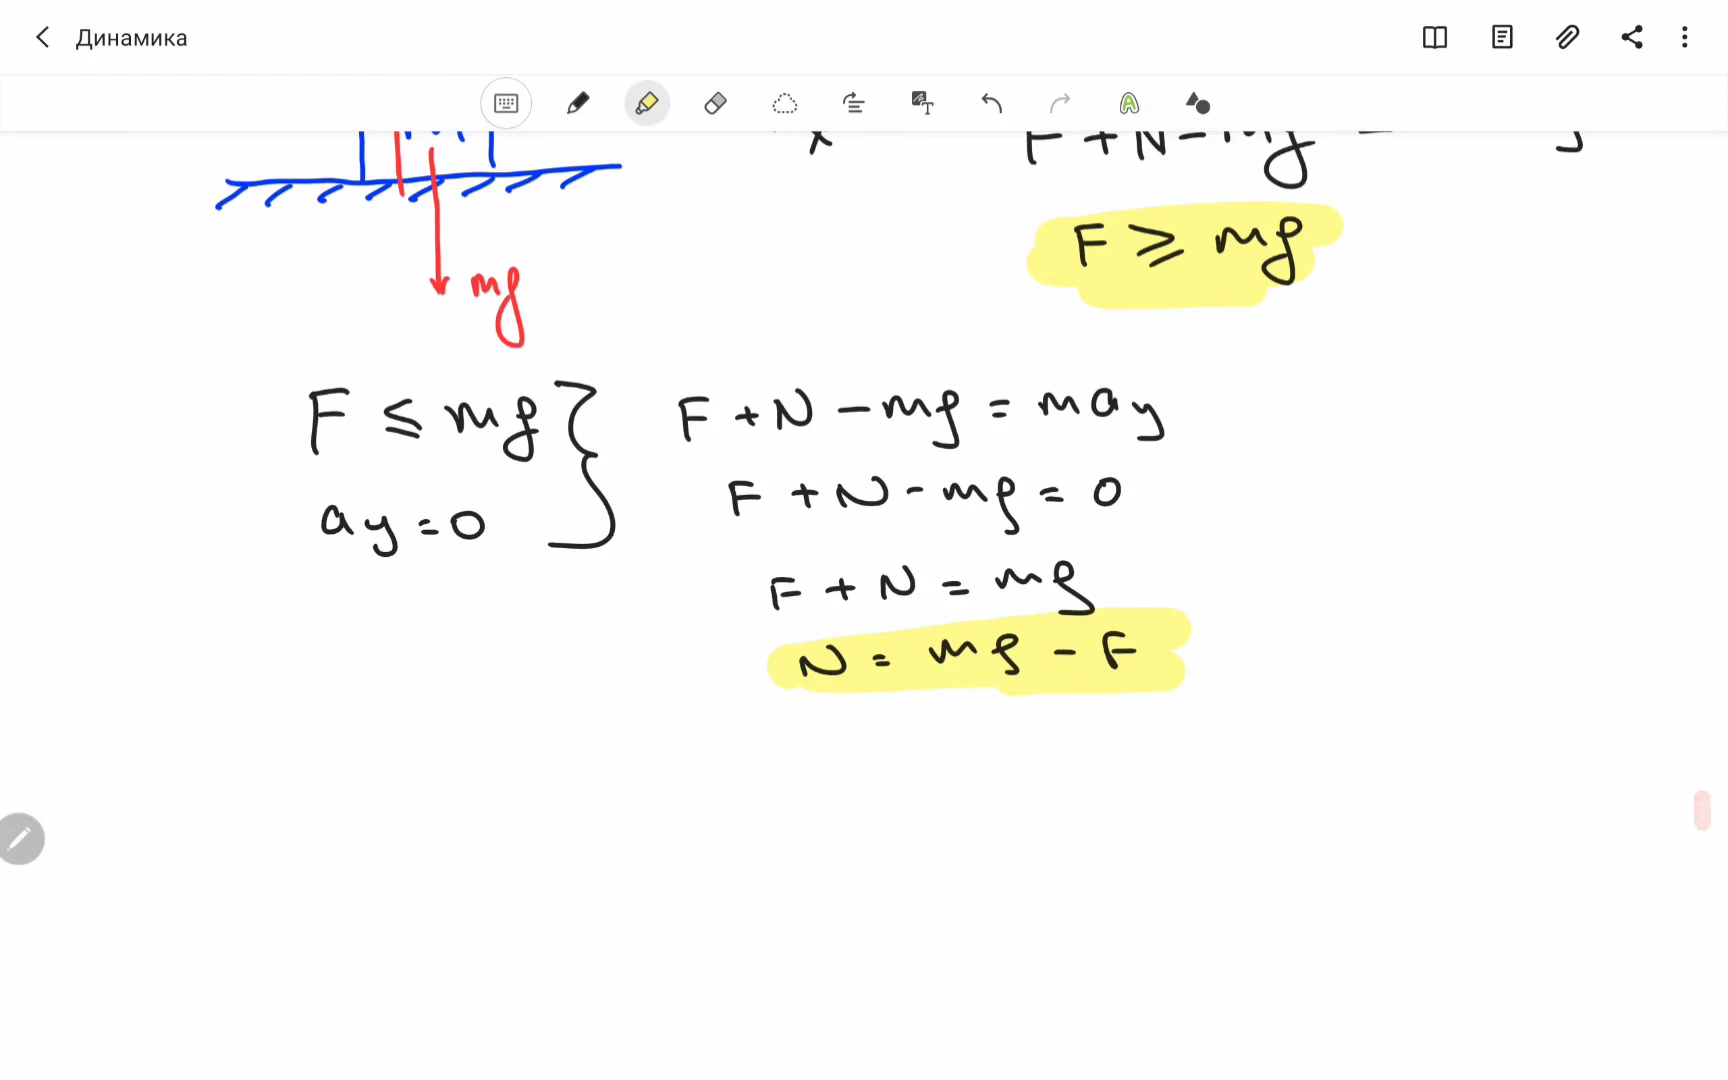 Динамика
x
F + N - mg =
F ⩾ mg
mg
F ⩽ mg
ay = 0
F + N - mg = may
F + N - mg = 0
F + N = mg
N = mg - F